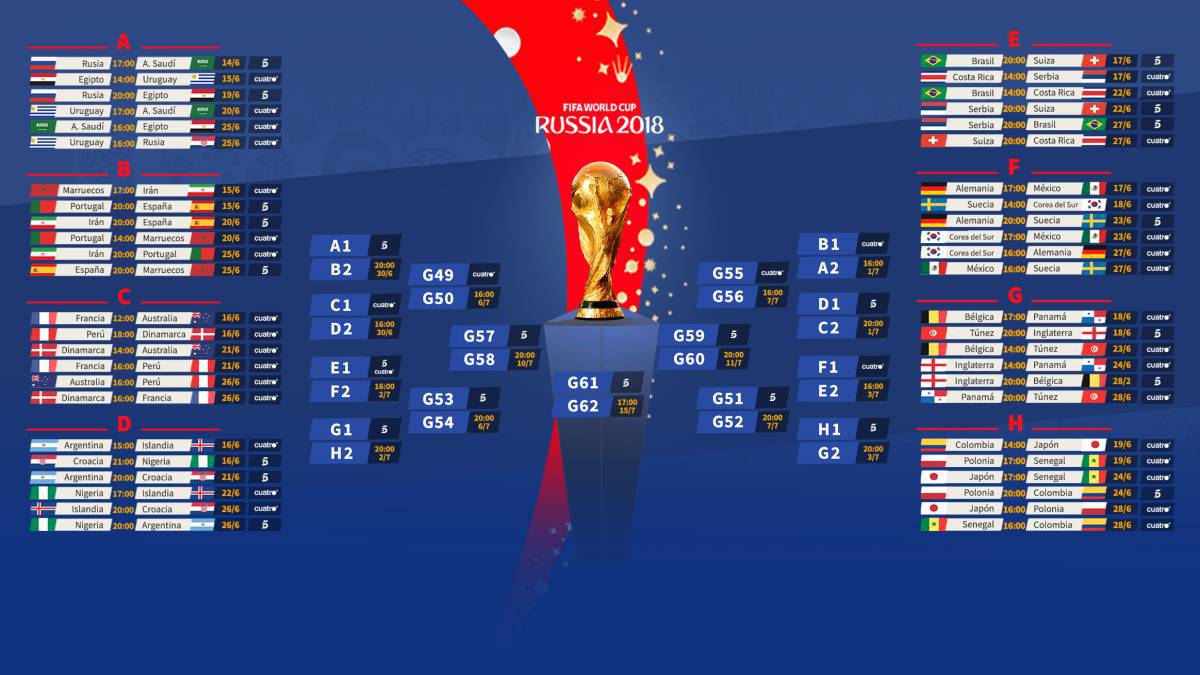 A
Rusia 17:00 A. Saudí 14/6 5
Egipto 14:00 Uruguay 15/6 cuatro
Rusia 20:00 Egipto 19/6 5
Uruguay 17:00 A. Saudí 20/6 cuatro
A. Saudí 16:00 Egipto 25/6 cuatro
Uruguay 16:00 Rusia 25/6 cuatro
B
Marruecos 17:00 Irán 15/6 cuatro
Portugal 20:00 España 15/6 5
Irán 20:00 España 20/6 5
Portugal 14:00 Marruecos 20/6 cuatro
Irán 20:00 Portugal 25/6 cuatro
España 20:00 Marruecos 25/6 5
C
Francia 12:00 Australia 16/6 cuatro
Perú 18:00 Dinamarca 16/6 cuatro
Dinamarca 14:00 Australia 21/6 cuatro
Francia 16:00 Perú 21/6 cuatro
Australia 16:00 Perú 26/6 cuatro
Dinamarca 16:00 Francia 26/6 cuatro
D
Argentina 15:00 Islandia 16/6 cuatro
Croacia 21:00 Nigeria 16/6 5
Argentina 20:00 Croacia 21/6 5
Nigeria 17:00 Islandia 22/6 cuatro
Islandia 20:00 Croacia 26/6 cuatro
Nigeria 20:00 Argentina 26/6 5
FIFA WORLD CUP
RUSSIA 2018
A1 5
B2 20:00 30/6
C1 cuatro
D2 16:00 30/6
E1 5 cuatro
F2 16:00 2/7
G1 5
H2 20:00 2/7
G49 cuatro
G50 16:00 6/7
G53 5
G54 20:00 6/7
G57 5
G58 20:00 10/7
G61 5
G62 17:00 15/7
G59 5
G60 20:00 11/7
G55 cuatro
G56 16:00 7/7
G51 5
G52 20:00 7/7
B1 cuatro
A2 16:00 1/7
D1 5
C2 20:00 1/7
F1 cuatro
E2 16:00 3/7
H1 5
G2 20:00 3/7
E
Brasil 20:00 Suiza 17/6 5
Costa Rica 14:00 Serbia 17/6 cuatro
Brasil 14:00 Costa Rica 22/6 cuatro
Serbia 20:00 Suiza 22/6 5
Serbia 20:00 Brasil 27/6 5
Suiza 20:00 Costa Rica 27/6 cuatro
F
Alemania 17:00 México 17/6 cuatro
Suecia 14:00 Corea del Sur 18/6 cuatro
Alemania 20:00 Suecia 23/6 5
Corea del Sur 17:00 México 23/6 cuatro
Corea del Sur 16:00 Alemania 27/6 cuatro
México 16:00 Suecia 27/6 cuatro
G
Bélgica 17:00 Panamá 18/6 cuatro
Túnez 20:00 Inglaterra 18/6 5
Bélgica 14:00 Túnez 23/6 cuatro
Inglaterra 14:00 Panamá 24/6 cuatro
Inglaterra 20:00 Bélgica 28/2 5
Panamá 20:00 Túnez 28/6 cuatro
H
Colombia 14:00 Japón 19/6 cuatro
Polonia 17:00 Senegal 19/6 cuatro
Japón 17:00 Senegal 24/6 cuatro
Polonia 20:00 Colombia 24/6 5
Japón 16:00 Polonia 28/6 cuatro
Senegal 16:00 Colombia 28/6 cuatro